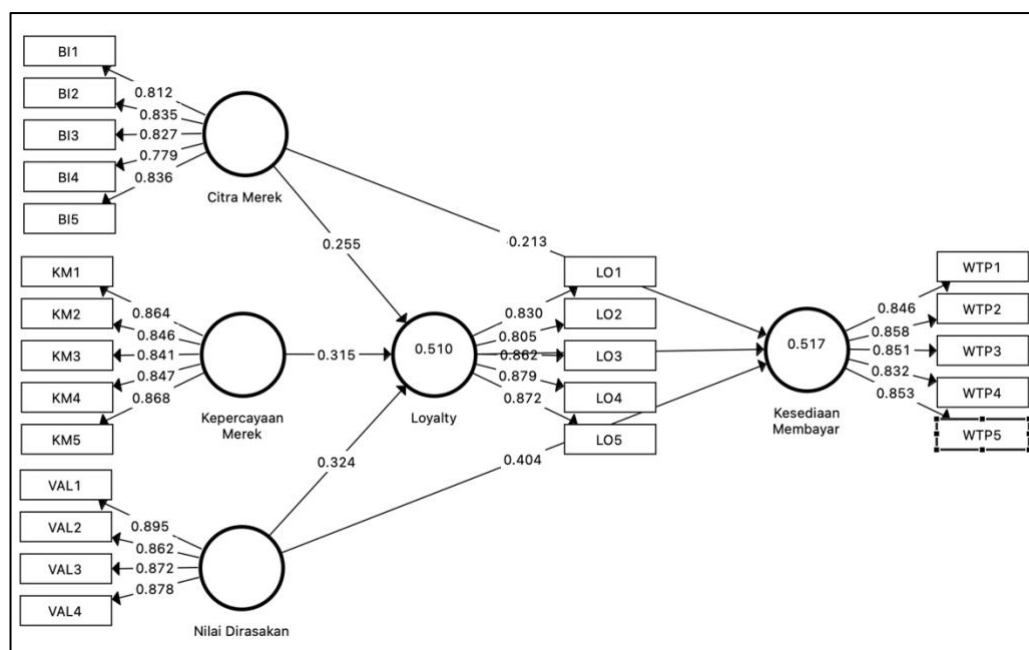 BI1
0.812
BI2
0.835
BI3
0.827
BI4
0.779
BI5
0.836
Citra Merek
0.255
0.213
KM1
0.864
KM2
0.846
KM3
0.841
KM4
0.847
KM5
0.868
Kepercayaan
Merek
0.315
VAL1
0.895
VAL2
0.862
VAL3
0.872
VAL4
0.878
Nilai Dirasakan
0.324
0.404
0.510
Loyalty
LO1
0.830
LO2
0.805
LO3
0.862
LO4
0.879
LO5
0.872
0.517
Kesediaan
Membayar
WTP1
0.846
WTP2
0.858
WTP3
0.851
WTP4
0.832
WTP5
0.853